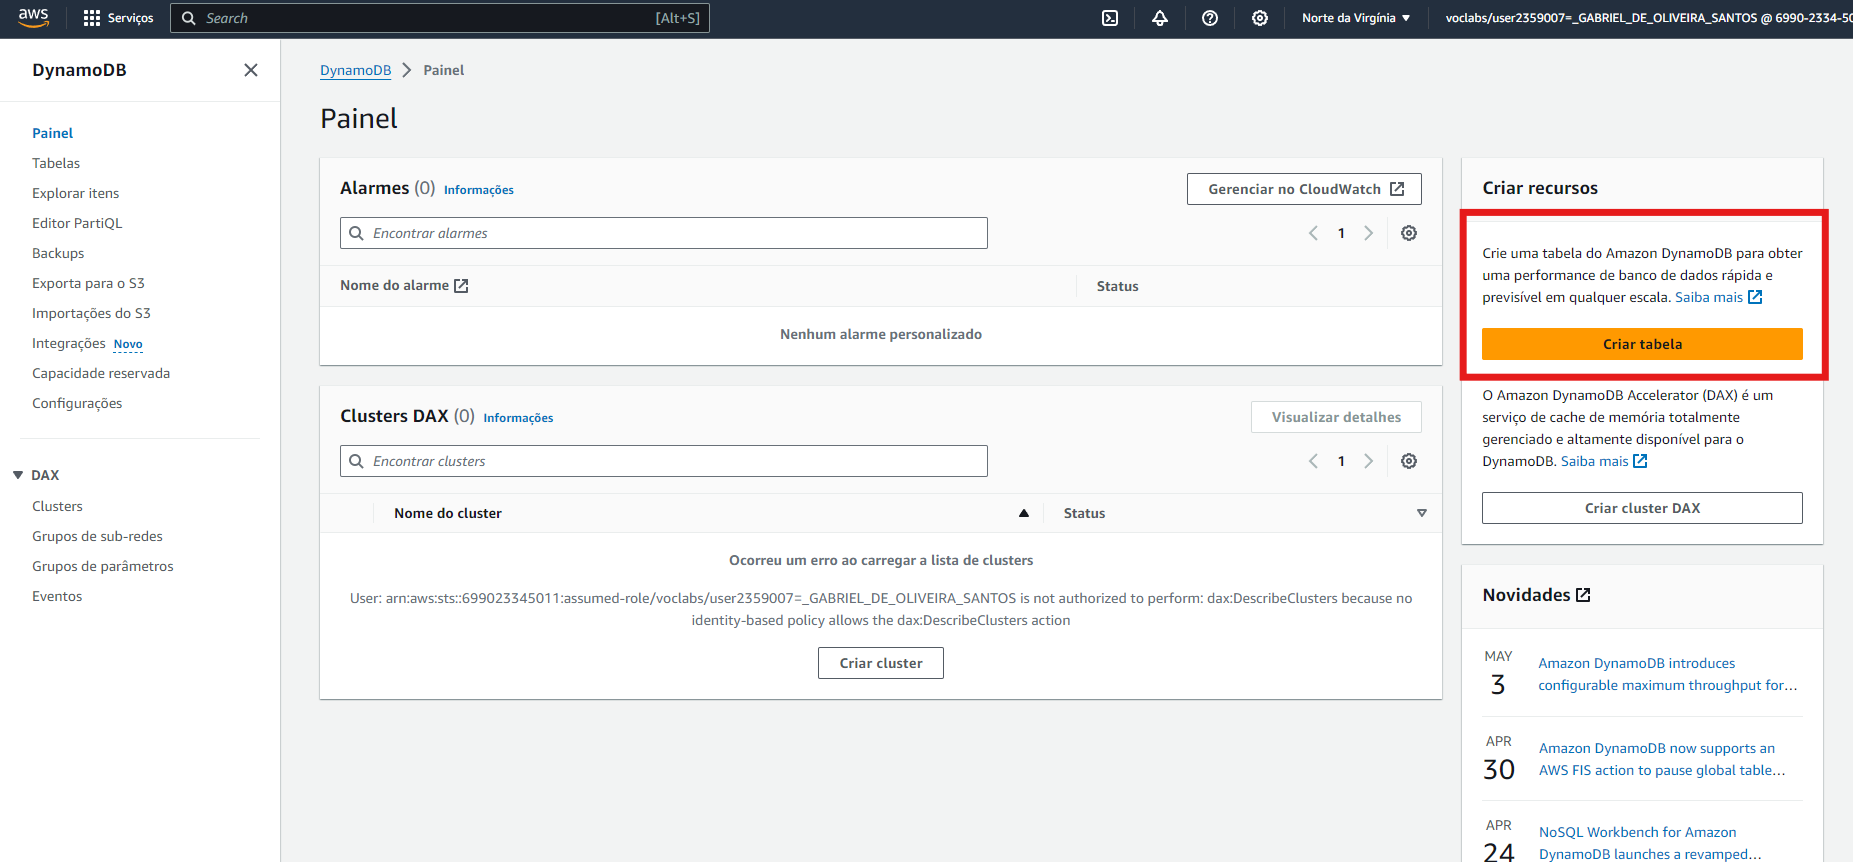 aws
Serviços
Search
[Alt+S]
Norte da Virgínia
voclabs/user2359007=_GABRIEL_DE_OLIVEIRA_SANTOS @ 6990-2334-50
DynamoDB
Painel
Tabelas
Explorar itens
Editor PartiQL
Backups
Exporta para o S3
Importações do S3
Integrações Novo
Capacidade reservada
Configurações
DAX
Clusters
Grupos de sub-redes
Grupos de parâmetros
Eventos
DynamoDB Painel
Painel
Alarmes (0) Informações
Gerenciar no CloudWatch
Encontrar alarmes
1
Nome do alarme
Status
Nenhum alarme personalizado
Clusters DAX (0) Informações
Visualizar detalhes
Encontrar clusters
1
Nome do cluster
Status
Ocorreu um erro ao carregar a lista de clusters
User: arn:aws:sts::699023345011:assumed-role/voclabs/user2359007=_GABRIEL_DE_OLIVEIRA_SANTOS is not authorized to perform: dax:DescribeClusters because no
identity-based policy allows the dax:DescribeClusters action
Criar cluster
Criar recursos
Crie uma tabela do Amazon DynamoDB para obter
uma performance de banco de dados rápida e
previsível em qualquer escala. Saiba mais
Criar tabela
O Amazon DynamoDB Accelerator (DAX) é um
serviço de cache de memória totalmente
gerenciado e altamente disponível para o
DynamoDB. Saiba mais
Criar cluster DAX
Novidades
MAY
3
Amazon DynamoDB introduces
configurable maximum throughput for...
APR
30
Amazon DynamoDB now supports an
AWS FIS action to pause global table...
APR
24
NoSQL Workbench for Amazon
DynamoDB launches a revamped...